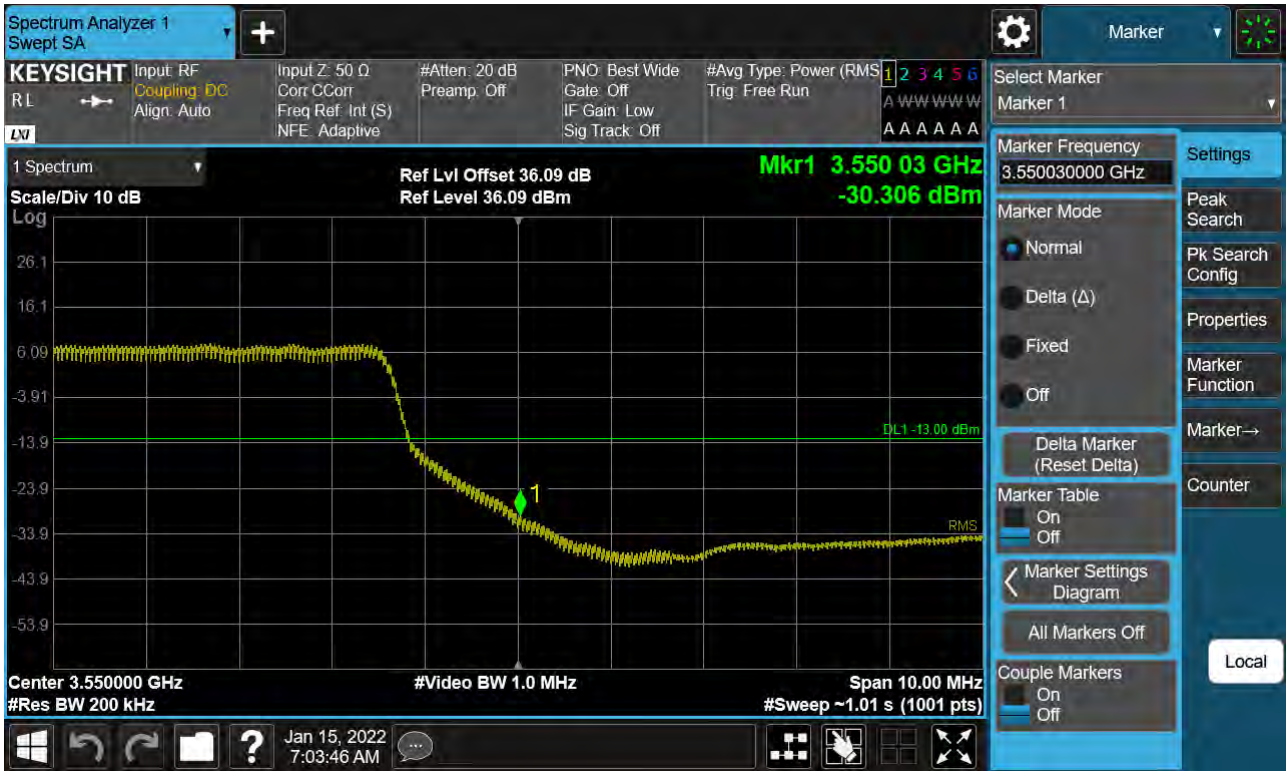 Spectrum Analyzer 1
Swept SA
+
Marker
KEYSIGHT
RL
LXI
Input: RF
Coupling: DC
Align: Auto
Input Z: 50 Ω
Corr CCorr
Freq Ref: Int (S)
NFE: Adaptive
#Atten: 20 dB
Preamp: Off
PNO: Best Wide
Gate: Off
IF Gain: Low
Sig Track: Off
#Avg Type: Power (RMS
Trig: Free Run
1 2 3 4 5 6
A W W W W W
A A A A A A
Select Marker
Marker 1
1 Spectrum
Scale/Div 10 dB
Log
Ref Lvl Offset 36.09 dB
Ref Level 36.09 dBm
Mkr1 3.550 03 GHz
-30.306 dBm
26.1
16.1
6.09
-3.91
-13.9
-23.9
-33.9
-43.9
-53.9
DL1 -13.00 dBm
1
RMS
Center 3.550000 GHz
#Res BW 200 kHz
#Video BW 1.0 MHz
Span 10.00 MHz
#Sweep ~1.01 s (1001 pts)
Marker Frequency
3.550030000 GHz
Marker Mode
Normal
Delta (Δ)
Fixed
Off
Delta Marker
(Reset Delta)
Marker Table
On
Off
Marker Settings
Diagram
All Markers Off
Couple Markers
On
Off
Settings
Peak
Search
Pk Search
Config
Properties
Marker
Function
Marker→
Counter
Local
?
Jan 15, 2022
7:03:46 AM